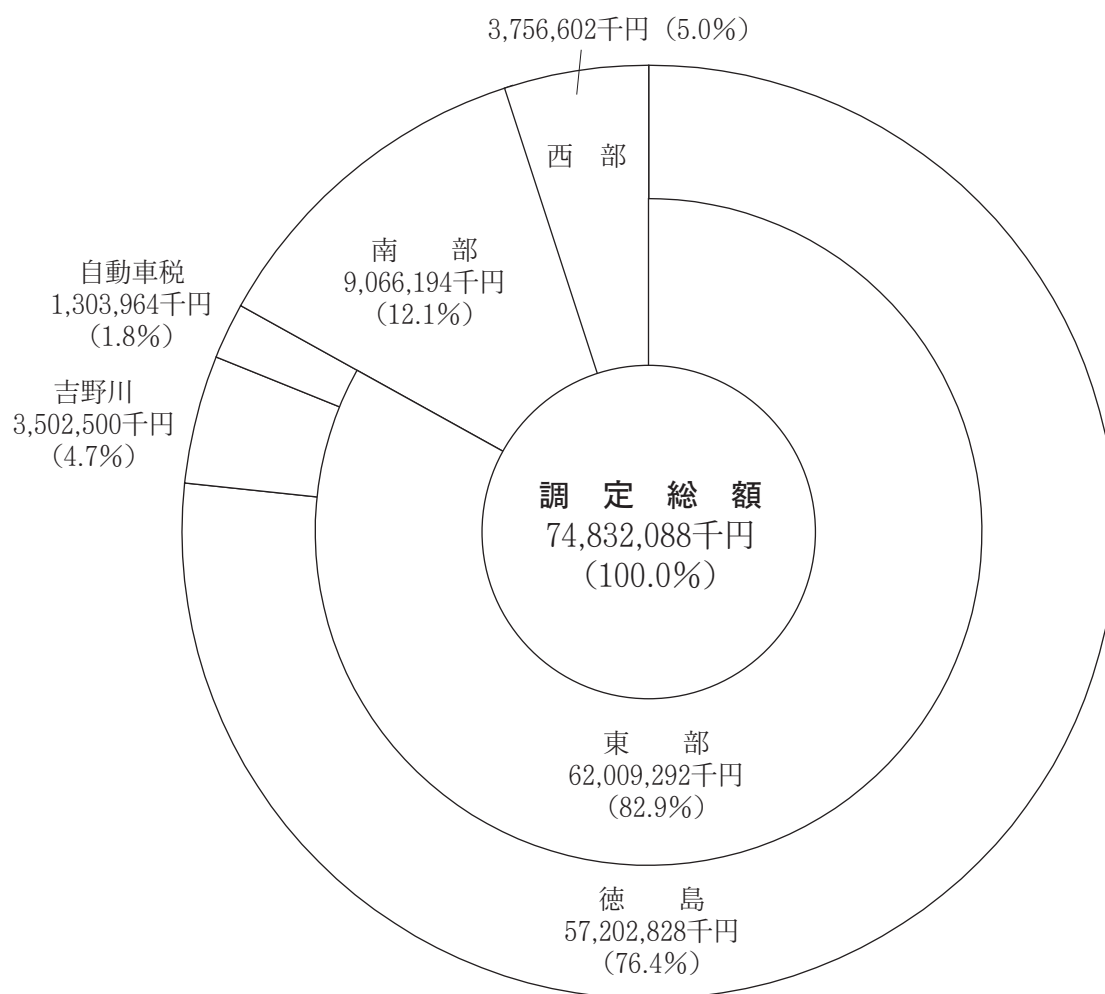 3,756,602千円（5.0％）
西　部
南　　部
9,066,194千円
（12.1％）
自動車税
1,303,964千円
（1.8％）
吉野川
3,502,500千円
（4.7％）
調　定　総　額
74,832,088千円
（100.0％）
東　　部
62,009,292千円
（82.9％）
徳　　島
57,202,828千円
（76.4％）